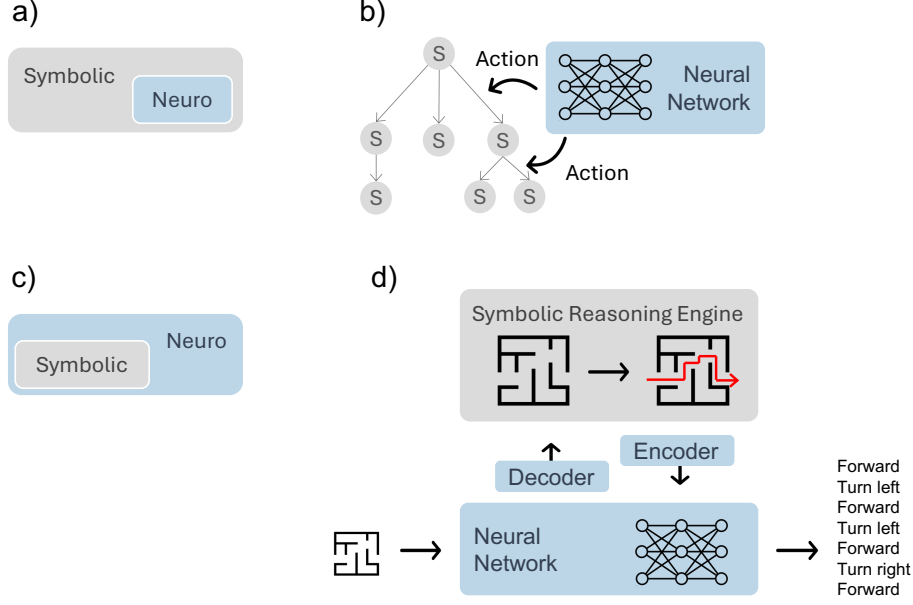 a)
Symbolic
Neuro
b)
S
S
S
S
S
S
S
Action
Action
Neural
Network
c)
Neuro
Symbolic
d)
Symbolic Reasoning Engine
Decoder
Encoder
Neural
Network
Forward
Turn left
Forward
Turn left
Forward
Turn right
Forward